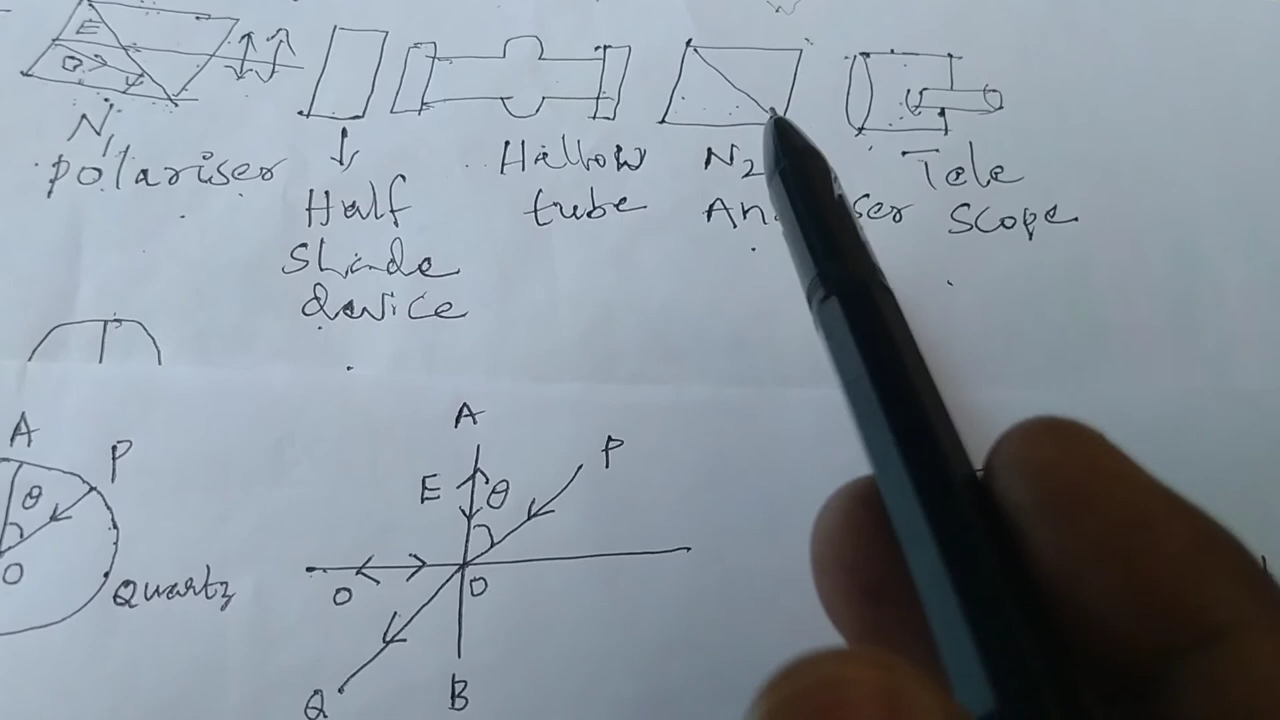 E
O
N1
polariser
Half
Shade
device
Hallow
tube
N2
Tele
Scope
A
P
θ
O
Quartz
A
E
θ
P
O
O
Q
B